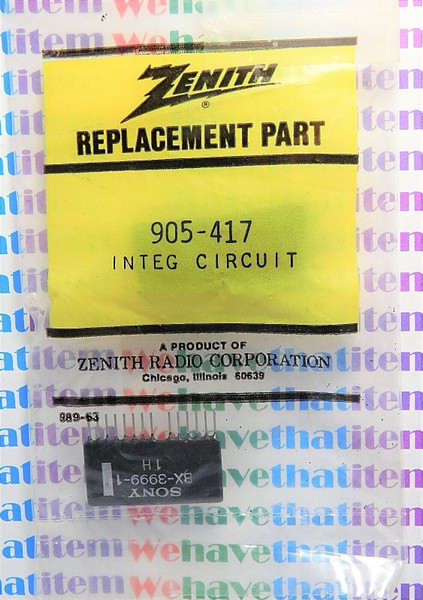 ZENITH
®
REPLACEMENT PART
905-417
INTEG CIRCUIT
A PRODUCT OF
ZENITH RADIO CORPORATION
Chicago, Illinois 60639
989-63
SONY
BX-3999-1
1H
wehavethatitem